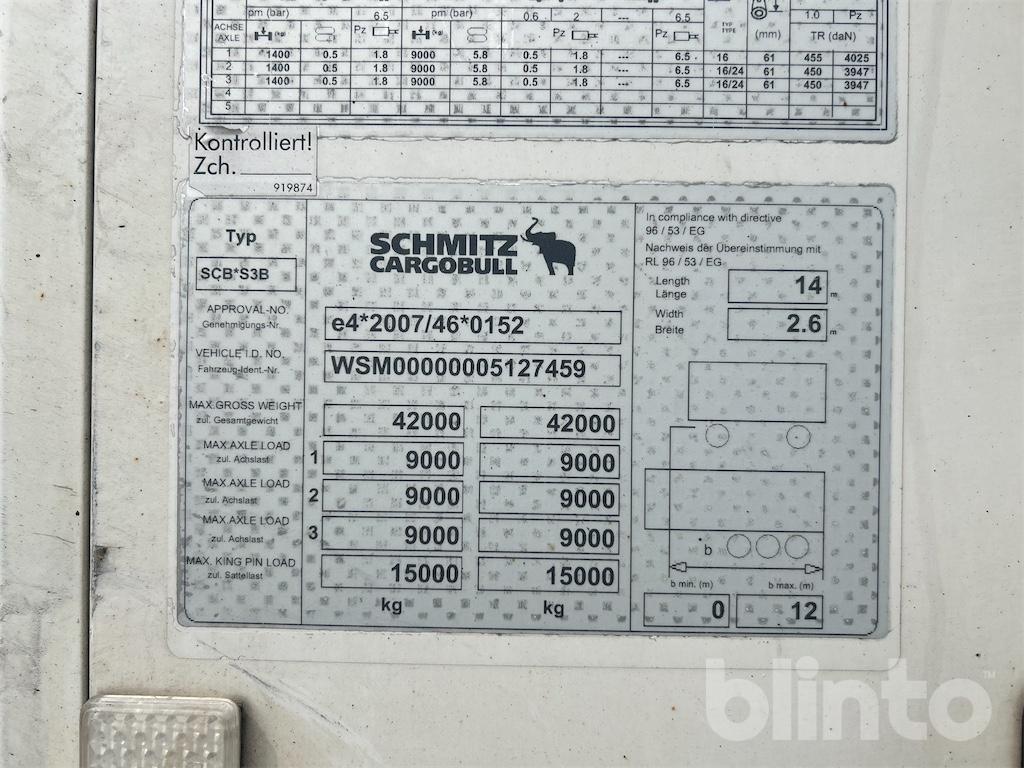 pm (bar) 6.5 pm (bar) 0.6 2 --- 6.5 1.0 Pz
ACHSE AXLE (kg) Pz (kg) Pz Pz TYP TYPE (mm) TR (daN)
1 1400 0.5 1.8 9000 5.8 0.5 1.8 --- 6.5 16 61 455 4025
2 1400 0.5 1.8 9000 5.8 0.5 1.8 --- 6.5 16/24 61 450 3947
3 1400 0.5 1.8 9000 5.8 0.5 1.8 --- 6.5 16/24 61 450 3947
4
5
Kontrolliert!
Zch.
919874
Typ
SCB*S3B
SCHMITZ
CARGOBULL
APPROVAL-NO.
Genehmigungs-Nr.
e4*2007/46*0152
VEHICLE I.D. NO.
Fahrzeug-Ident.-Nr.
WSM00000005127459
MAX.GROSS WEIGHT
zul. Gesamtgewicht
42000 42000
MAX.AXLE LOAD
zul. Achslast
1 9000 9000
MAX.AXLE LOAD
zul. Achslast
2 9000 9000
MAX.AXLE LOAD
zul. Achslast
3 9000 9000
MAX. KING PIN LOAD
zul. Sattellast
15000 15000
kg kg
In compliance with directive
96 / 53 / EG
Nachweis der Übereinstimmung mit
RL 96 / 53 / EG
Length
Länge
14 m
Width
Breite
2.6 m
b
b min. (m) b max. (m)
0 12
blinto™